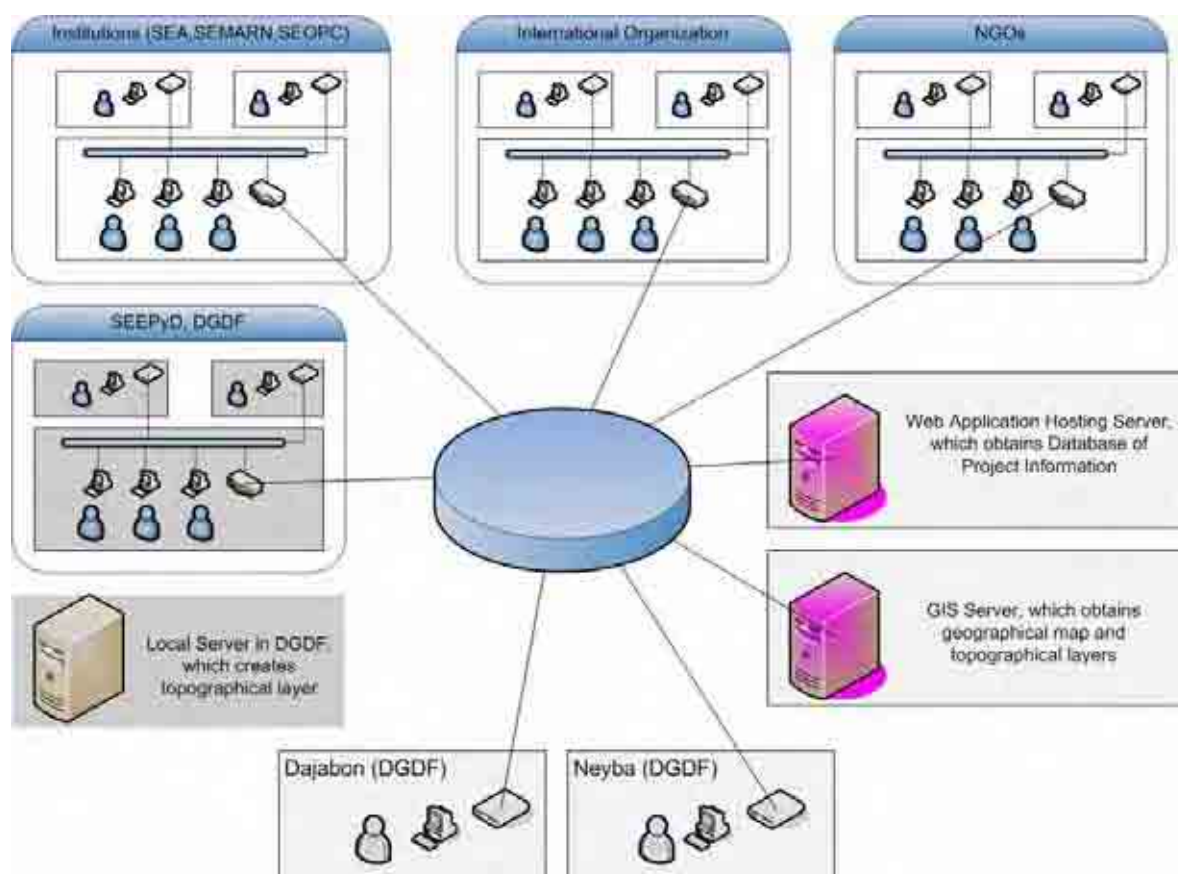 Institutions (SEA,SEMARN,SEOPC)
International Organization
NGOs
SEEPyD, DGDF
Web Application Hosting Server,
which obtains Database of
Project Information
GIS Server, which obtains
geographical map and
topographical layers
Local Server in DGDF,
which creates
topographical layer
Dajabon (DGDF)
Neyba (DGDF)